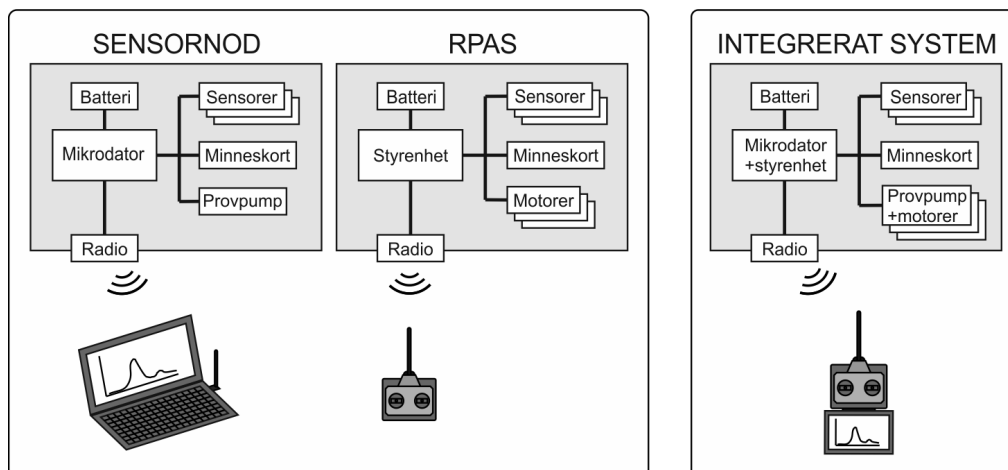 SENSORNOD
Batteri
Sensorer
Mikrodator
Minneskort
Provpump
Radio
RPAS
Batteri
Sensorer
Styrenhet
Minneskort
Motorer
Radio
INTEGRERAT SYSTEM
Batteri
Sensorer
Mikrodator
+styrenhet
Minneskort
Provpump
+motorer
Radio